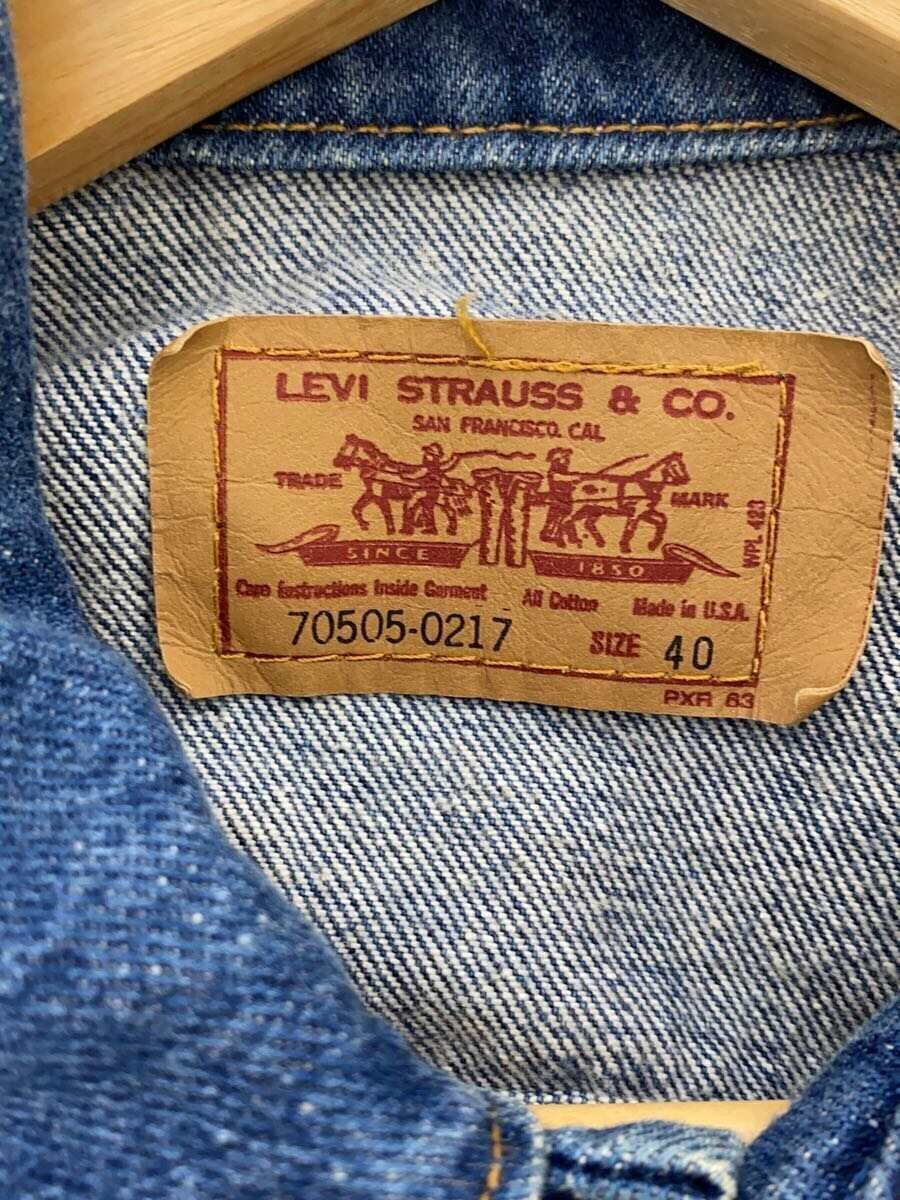 LEVI STRAUSS & CO.
SAN FRANCISCO. CAL
TRADE MARK
SINCE 1850
WPL 423
Care Instructions Inside Garment All Cotton Made in U.S.A.
70505-0217 SIZE 40
PXR 63